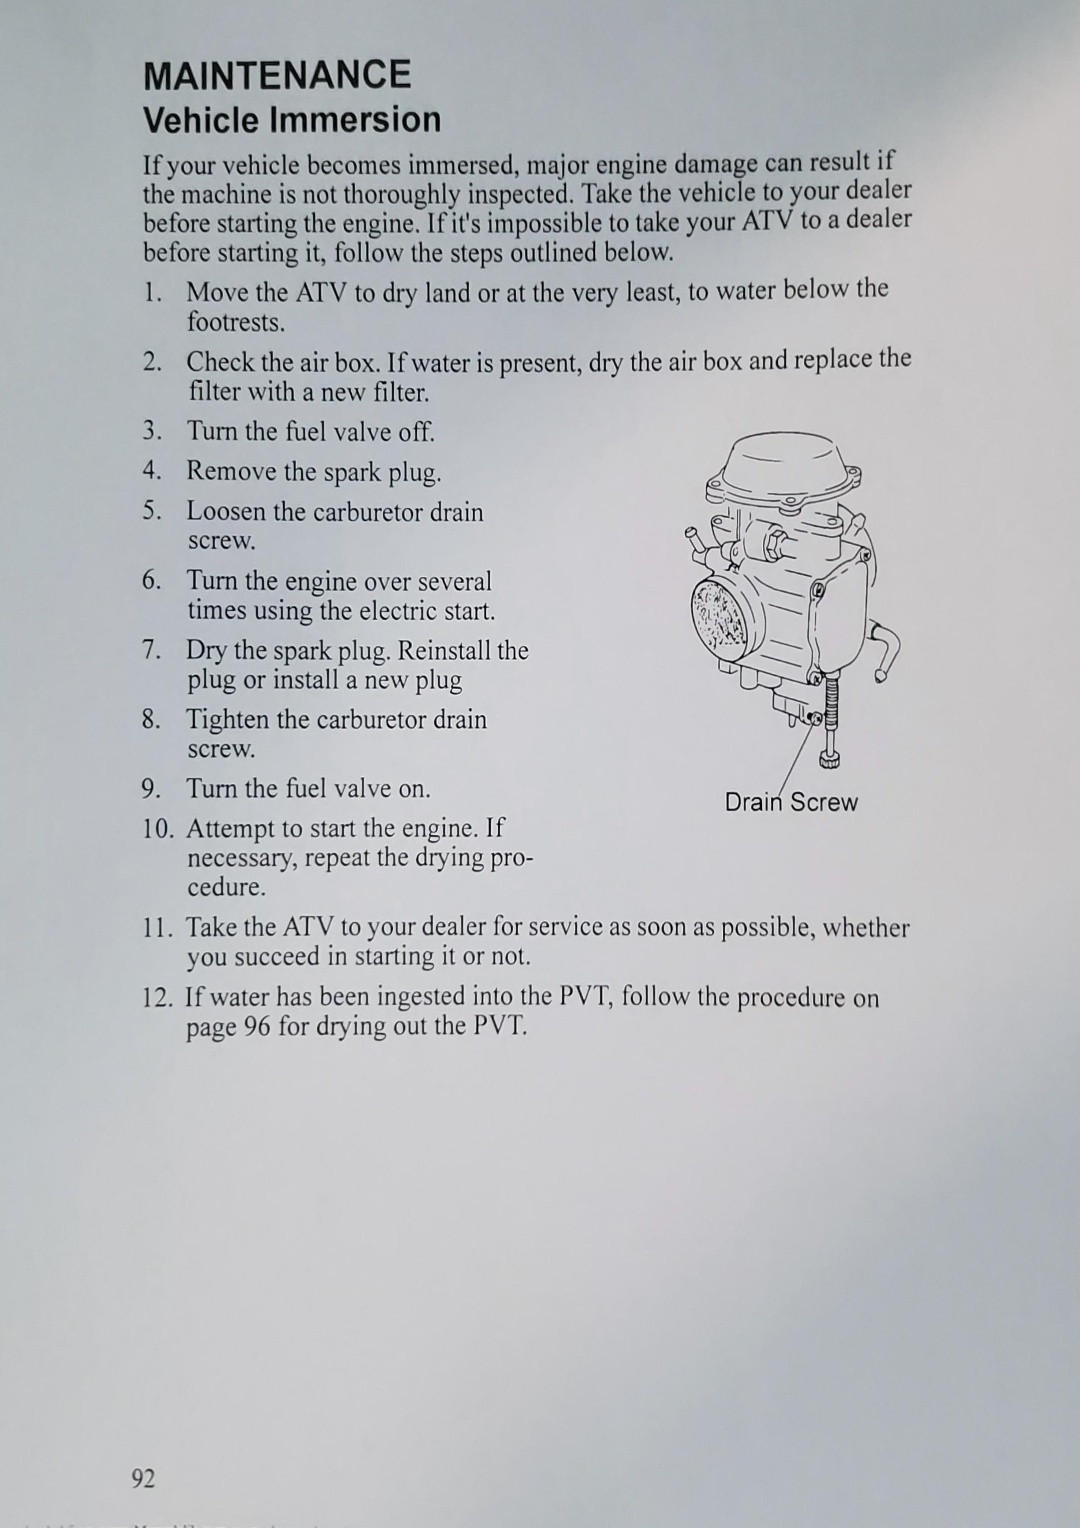 MAINTENANCE
Vehicle Immersion
If your vehicle becomes immersed, major engine damage can result if
the machine is not thoroughly inspected. Take the vehicle to your dealer
before starting the engine. If it's impossible to take your ATV to a dealer
before starting it, follow the steps outlined below.
1. Move the ATV to dry land or at the very least, to water below the
footrests.
2. Check the air box. If water is present, dry the air box and replace the
filter with a new filter.
3. Turn the fuel valve off.
4. Remove the spark plug.
5. Loosen the carburetor drain
screw.
6. Turn the engine over several
times using the electric start.
7. Dry the spark plug. Reinstall the
plug or install a new plug
8. Tighten the carburetor drain
screw.
9. Turn the fuel valve on.
Drain Screw
10. Attempt to start the engine. If
necessary, repeat the drying pro-
cedure.
11. Take the ATV to your dealer for service as soon as possible, whether
you succeed in starting it or not.
12. If water has been ingested into the PVT, follow the procedure on
page 96 for drying out the PVT.
92